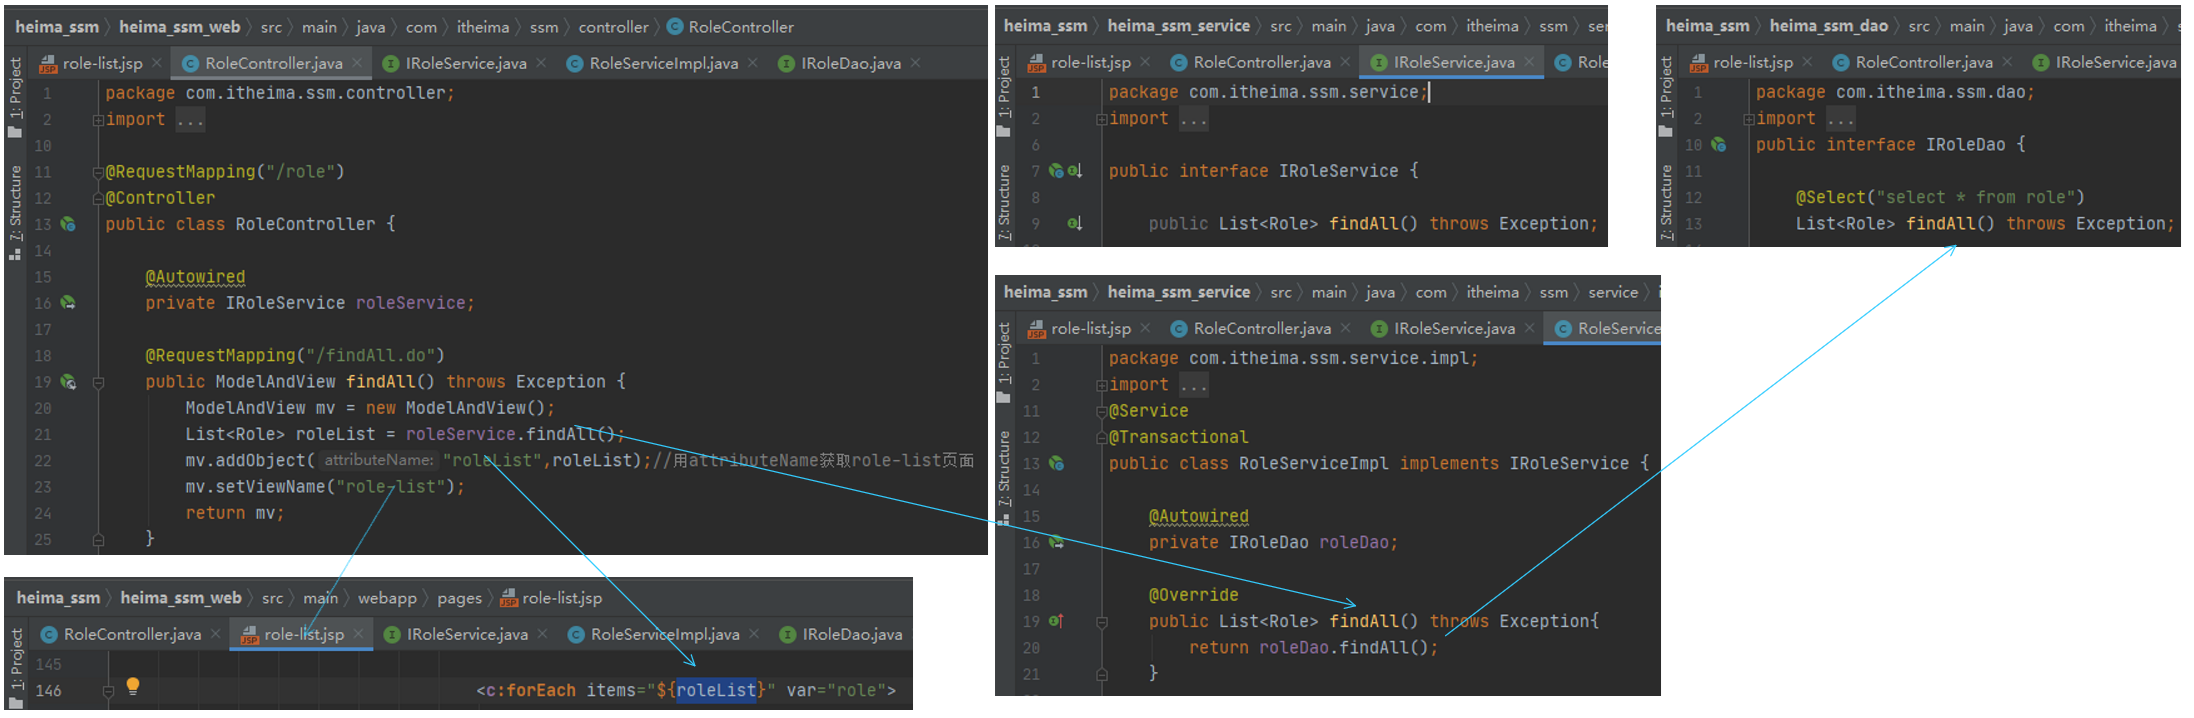 heima_ssm 〉 heima_ssm_web 〉 src 〉 main 〉 java 〉 com 〉 itheima 〉 ssm 〉 controller 〉 RoleController
role-list.jsp × RoleController.java × IRoleService.java × RoleServiceImpl.java × IRoleDao.java ×
1: Project
7: Structure
1 package com.itheima.ssm.controller;
2 import ...
10
11 @RequestMapping("/role")
12 @Controller
13 public class RoleController {
14
15 @Autowired
16 private IRoleService roleService;
17
18 @RequestMapping("/findAll.do")
19 public ModelAndView findAll() throws Exception {
20 ModelAndView mv = new ModelAndView();
21 List<Role> roleList = roleService.findAll();
22 mv.addObject( attributeName: "roleList",roleList);//用attributeName获取role-list页面
23 mv.setViewName("role-list");
24 return mv;
25 }
heima_ssm 〉 heima_ssm_web 〉 src 〉 main 〉 webapp 〉 pages 〉 role-list.jsp
RoleController.java × role-list.jsp × IRoleService.java × RoleServiceImpl.java × IRoleDao.java
1: Project
145
146 <c:forEach items="${roleList}" var="role">
heima_ssm 〉 heima_ssm_service 〉 src 〉 main 〉 java 〉 com 〉 itheima 〉 ssm 〉 ser
role-list.jsp × RoleController.java × IRoleService.java × Role
1: Project
7: Structure
1 package com.itheima.ssm.service;
2 import ...
6
7 public interface IRoleService {
8
9 public List<Role> findAll() throws Exception;
heima_ssm 〉 heima_ssm_service 〉 src 〉 main 〉 java 〉 com 〉 itheima 〉 ssm 〉 service 〉
role-list.jsp × RoleController.java × IRoleService.java × RoleService
1: Project
7: Structure
1 package com.itheima.ssm.service.impl;
2 import ...
11 @Service
12 @Transactional
13 public class RoleServiceImpl implements IRoleService {
14
15 @Autowired
16 private IRoleDao roleDao;
17
18 @Override
19 public List<Role> findAll() throws Exception{
20 return roleDao.findAll();
21 }
heima_ssm 〉 heima_ssm_dao 〉 src 〉 main 〉 java 〉 com 〉 itheima 〉
role-list.jsp × RoleController.java × IRoleService.java
1: Project
7: Structure
1 package com.itheima.ssm.dao;
2 import ...
10 public interface IRoleDao {
11
12 @Select("select * from role")
13 List<Role> findAll() throws Exception;